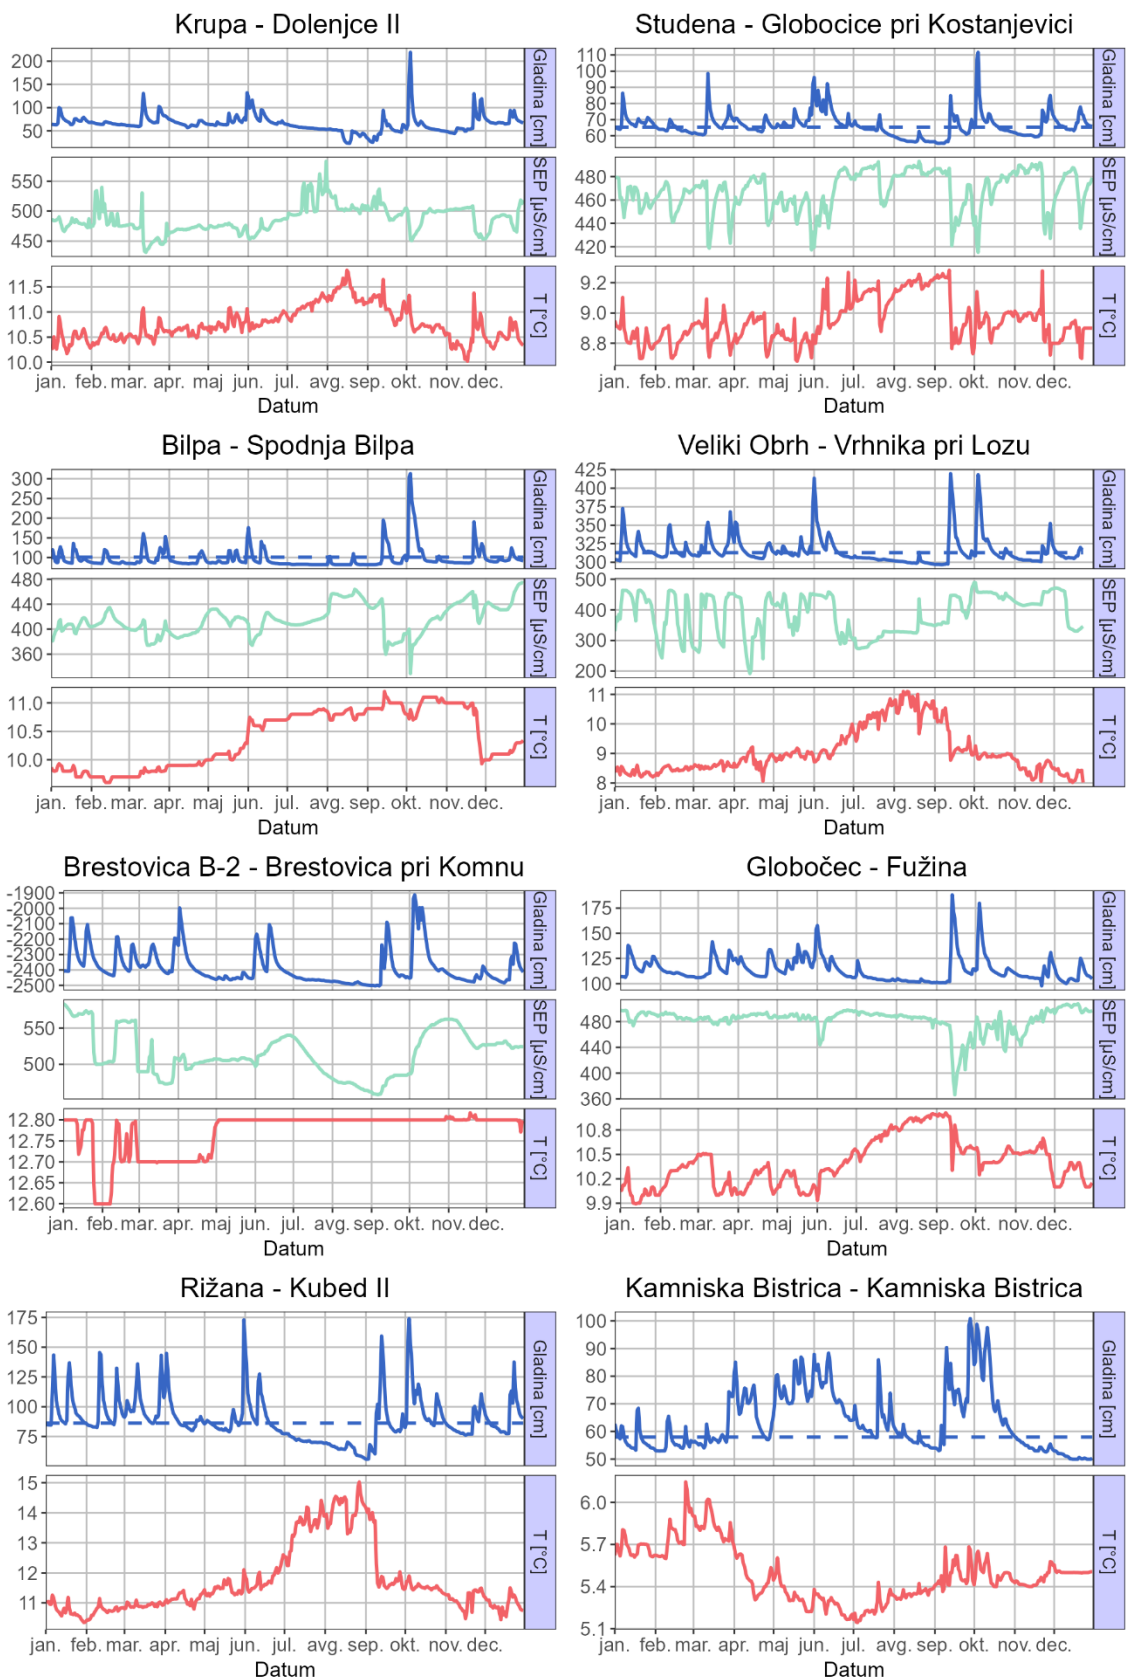 Krupa - Dolenjce II
200
150
100
50
Gladina [cm]
550
500
450
SEP [µS/cm]
11.5
11.0
10.5
10.0
T [°C]
jan. feb. mar. apr. maj jun. jul. avg. sep. okt. nov. dec.
Datum
Studena - Globocice pri Kostanjevici
110
100
90
80
70
60
Gladina [cm]
480
460
440
420
SEP [µS/cm]
9.2
9.0
8.8
T [°C]
jan. feb. mar. apr. maj jun. jul. avg. sep. okt. nov. dec.
Datum
Bilpa - Spodnja Bilpa
300
250
200
150
100
Gladina [cm]
480
440
400
360
SEP [µS/cm]
11.0
10.5
10.0
T [°C]
jan. feb. mar. apr. maj jun. jul. avg. sep. okt. nov. dec.
Datum
Veliki Obrh - Vrhnika pri Lozu
425
400
375
350
325
300
Gladina [cm]
500
400
300
200
SEP [µS/cm]
11
10
9
8
T [°C]
jan. feb. mar. apr. maj jun. jul. avg. sep. okt. nov. dec.
Datum
Brestovica B-2 - Brestovica pri Komnu
-1900
-2000
-2100
-2200
-2300
-2400
-2500
Gladina [cm]
550
500
SEP [µS/cm]
12.80
12.75
12.70
12.65
12.60
T [°C]
jan. feb. mar. apr. maj jun. jul. avg. sep. okt. nov. dec.
Datum
Globočec - Fužina
175
150
125
100
Gladina [cm]
480
440
400
360
SEP [µS/cm]
10.8
10.5
10.2
9.9
T [°C]
jan. feb. mar. apr. maj jun. jul. avg. sep. okt. nov. dec.
Datum
Rižana - Kubed II
175
150
125
100
75
Gladina [cm]
15
14
13
12
11
T [°C]
jan. feb. mar. apr. maj jun. jul. avg. sep. okt. nov. dec.
Datum
Kamniska Bistrica - Kamniska Bistrica
100
90
80
70
60
50
Gladina [cm]
6.0
5.7
5.4
5.1
T [°C]
jan. feb. mar. apr. maj jun. jul. avg. sep. okt. nov. dec.
Datum